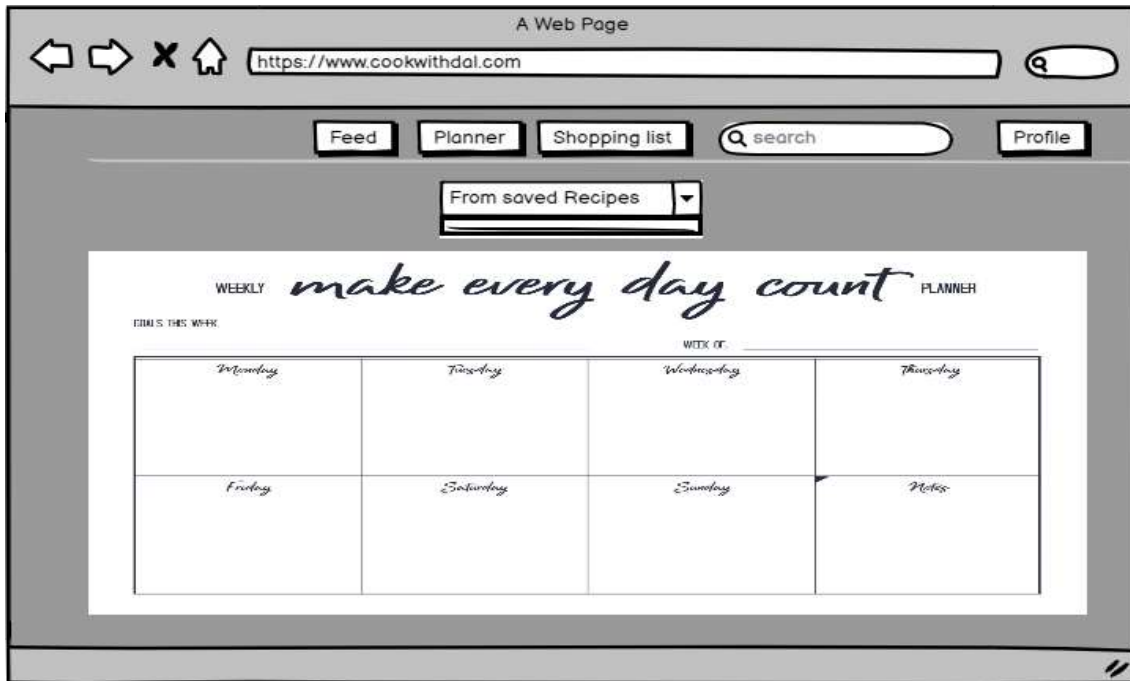 A Web Page
https://www.cookwithdal.com
Feed Planner Shopping list search Profile
From saved Recipes
WEEKLY make every day count PLANNER
GOALS THIS WEEK
WEEK OF:
Monday Tuesday Wednesday Thursday
Friday Saturday Sunday Notes